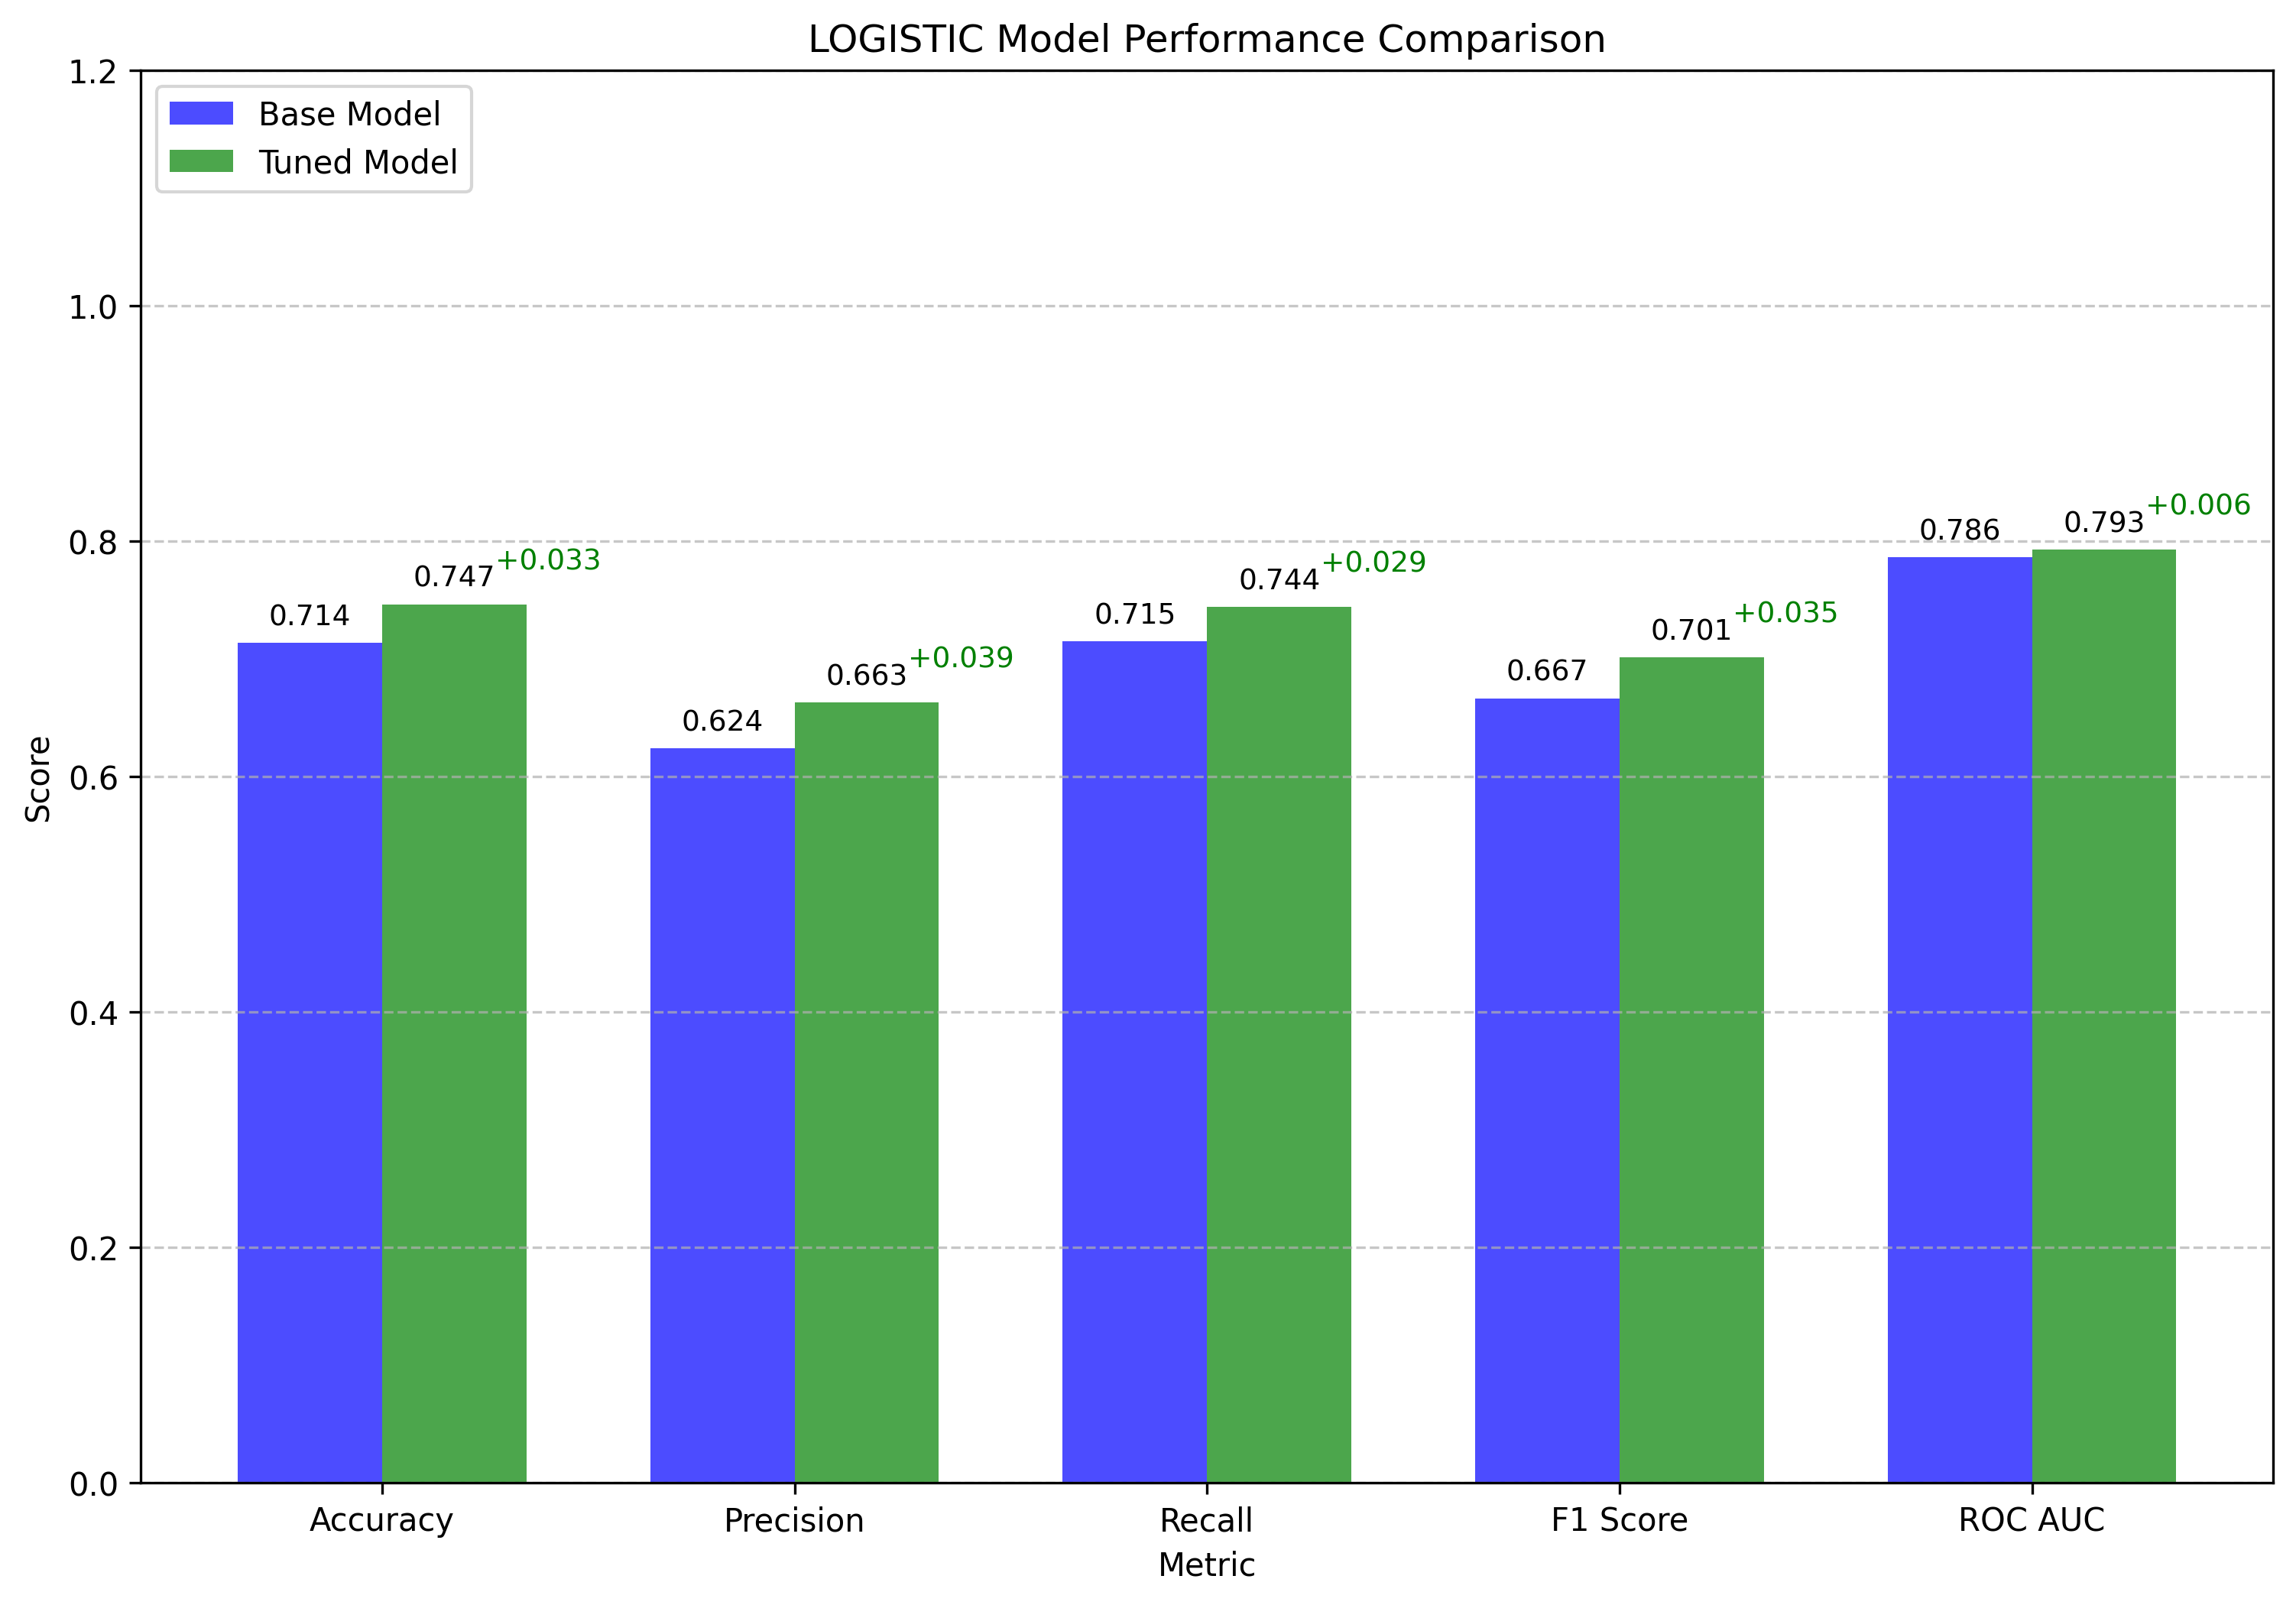 LOGISTIC Model Performance Comparison
Base Model
Tuned Model
Score
1.2
1.0
0.8
0.6
0.4
0.2
0.0
0.714
0.747
+0.033
0.624
0.663
+0.039
0.715
0.744
+0.029
0.667
0.701
+0.035
0.786
0.793
+0.006
Accuracy
Precision
Recall
F1 Score
ROC AUC
Metric